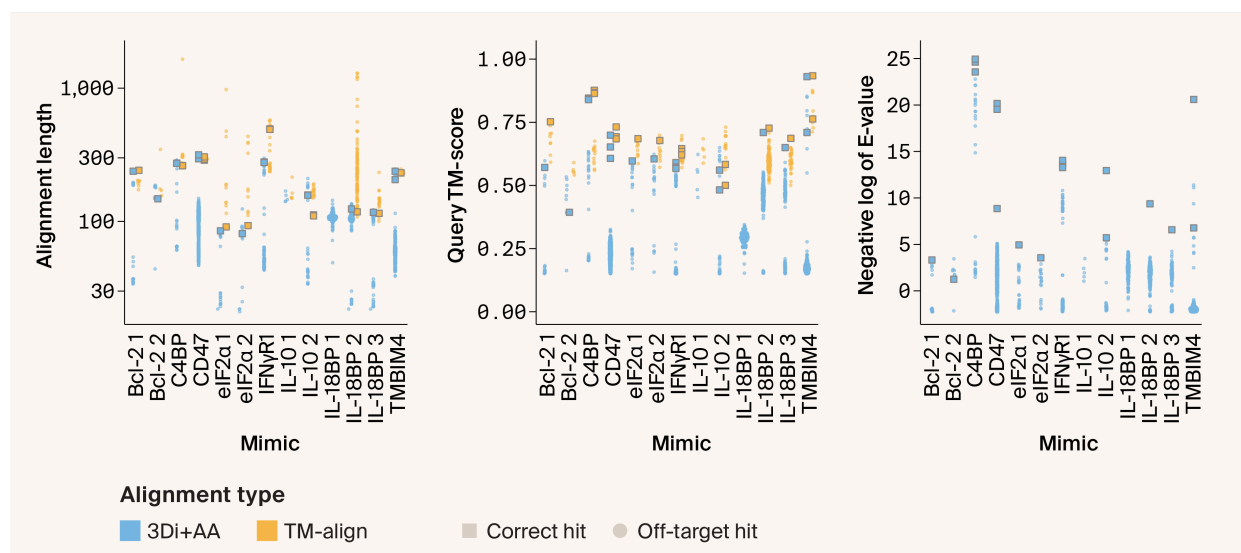 Alignment length
1,000
300
100
30
Bcl-2 1
Bcl-2 2
C4BP
CD47
eIF2α 1
eIF2α 2
IFNγR1
IL-10 1
IL-10 2
IL-18BP 1
IL-18BP 2
IL-18BP 3
TMBIM4
Mimic
Query TM-score
1.00
0.75
0.50
0.25
0.00
Bcl-2 1
Bcl-2 2
C4BP
CD47
eIF2α 1
eIF2α 2
IFNγR1
IL-10 1
IL-10 2
IL-18BP 1
IL-18BP 2
IL-18BP 3
TMBIM4
Mimic
Negative log of E-value
25
20
15
10
5
0
Bcl-2 1
Bcl-2 2
C4BP
CD47
eIF2α 1
eIF2α 2
IFNγR1
IL-10 1
IL-10 2
IL-18BP 1
IL-18BP 2
IL-18BP 3
TMBIM4
Mimic
Alignment type
3Di+AA TM-align Correct hit Off-target hit